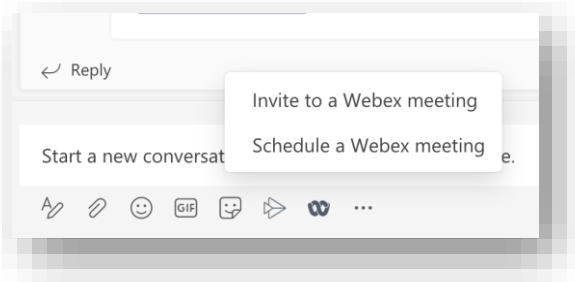 Reply
Invite to a Webex meeting
Schedule a Webex meeting
Start a new conversat
e.
GIF